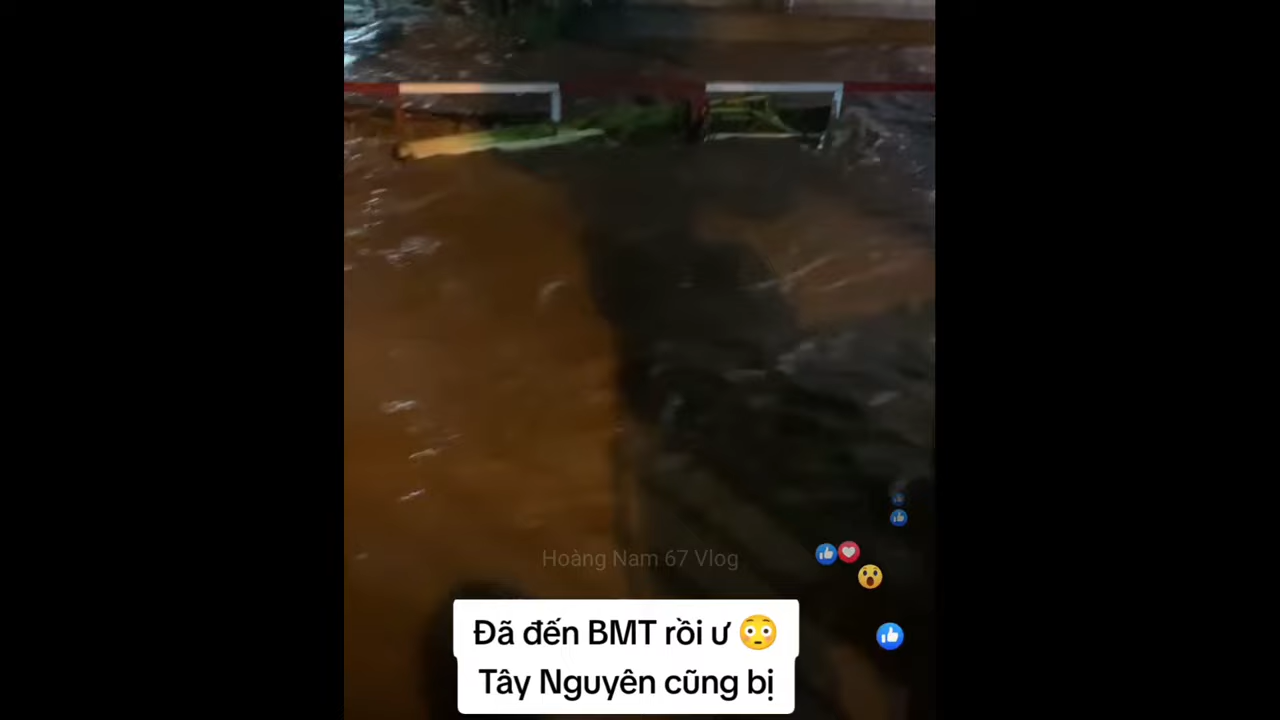 Hoàng Nam 67 Vlog
Đã đến BMT rồi ư 😳
Tây Nguyên cũng bị